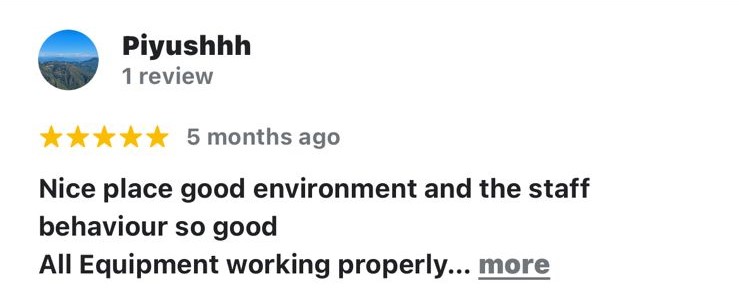 Piyushhh
1 review
5 months ago
Nice place good environment and the staff
behaviour so good
All Equipment working properly... more